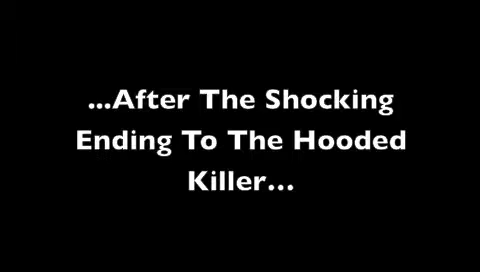 ...After The Shocking
Ending To The Hooded
Killer...